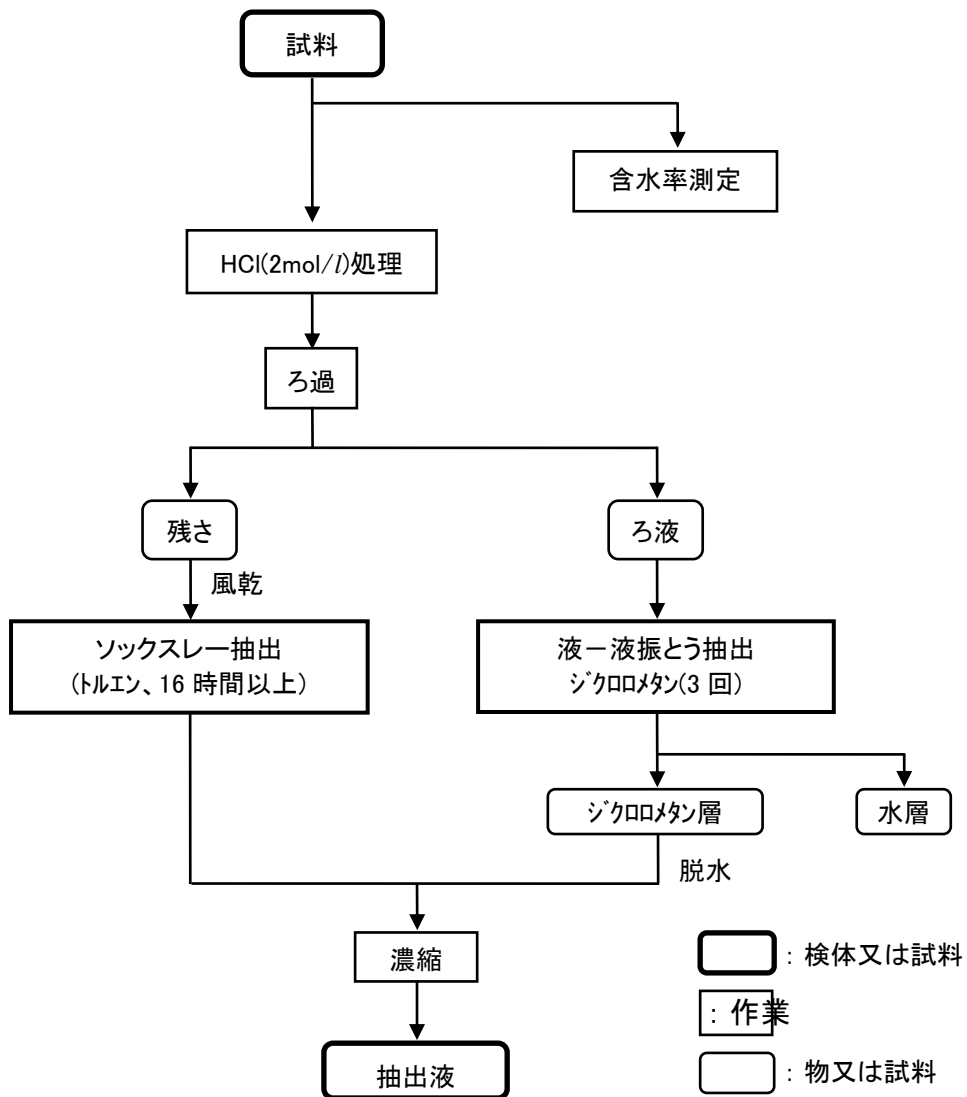 試料
含水率測定
HCl(2mol/l)処理
ろ過
残さ
ろ液
風乾
ソックスレー抽出
(ﾄﾙｴﾝ、16 時間以上)
液－液振とう抽出
ｼﾞｸﾛﾛﾒﾀﾝ(3 回)
ｼﾞｸﾛﾛﾒﾀﾝ層
水層
脱水
濃縮
抽出液
：検体又は試料
：作業
：物又は試料